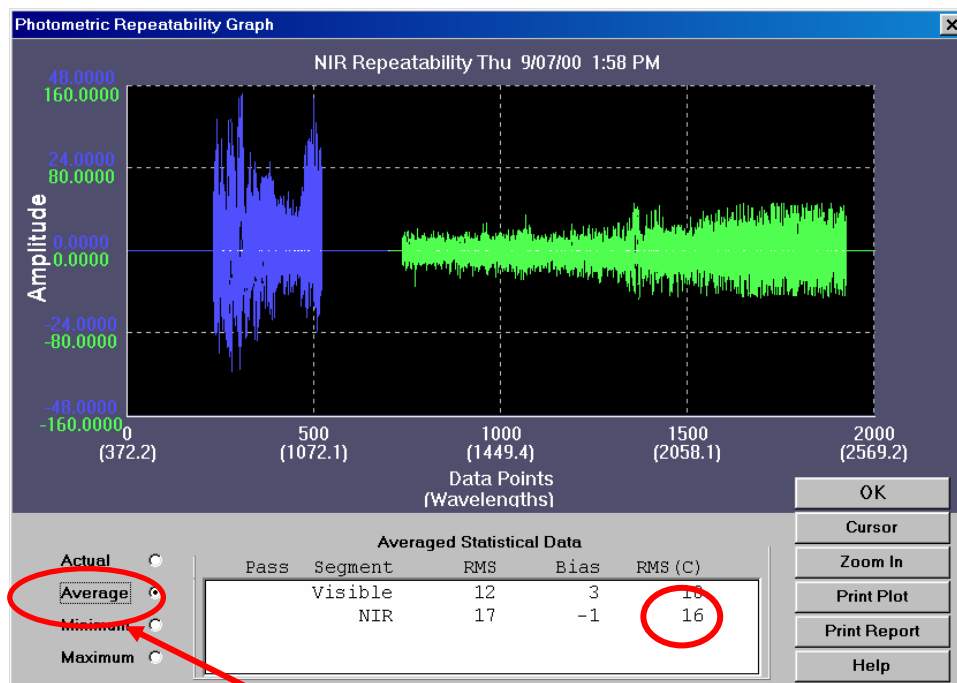 Photometric Repeatability Graph
NIR Repeatability Thu 9/07/00 1:58 PM
48.0000
160.0000
24.0000
80.0000
0.0000
0.0000
-24.0000
-80.0000
-48.0000
-160.0000
Amplitude
0 500 1000 1500 2000
(372.2) (1072.1) (1449.4) (2058.1) (2569.2)
Data Points
(Wavelengths)
OK
Cursor
Zoom In
Print Plot
Print Report
Help
Actual
Average
Minimum
Maximum
Averaged Statistical Data
Pass Segment RMS Bias RMS(C)
Visible 12 3
NIR 17 -1 16